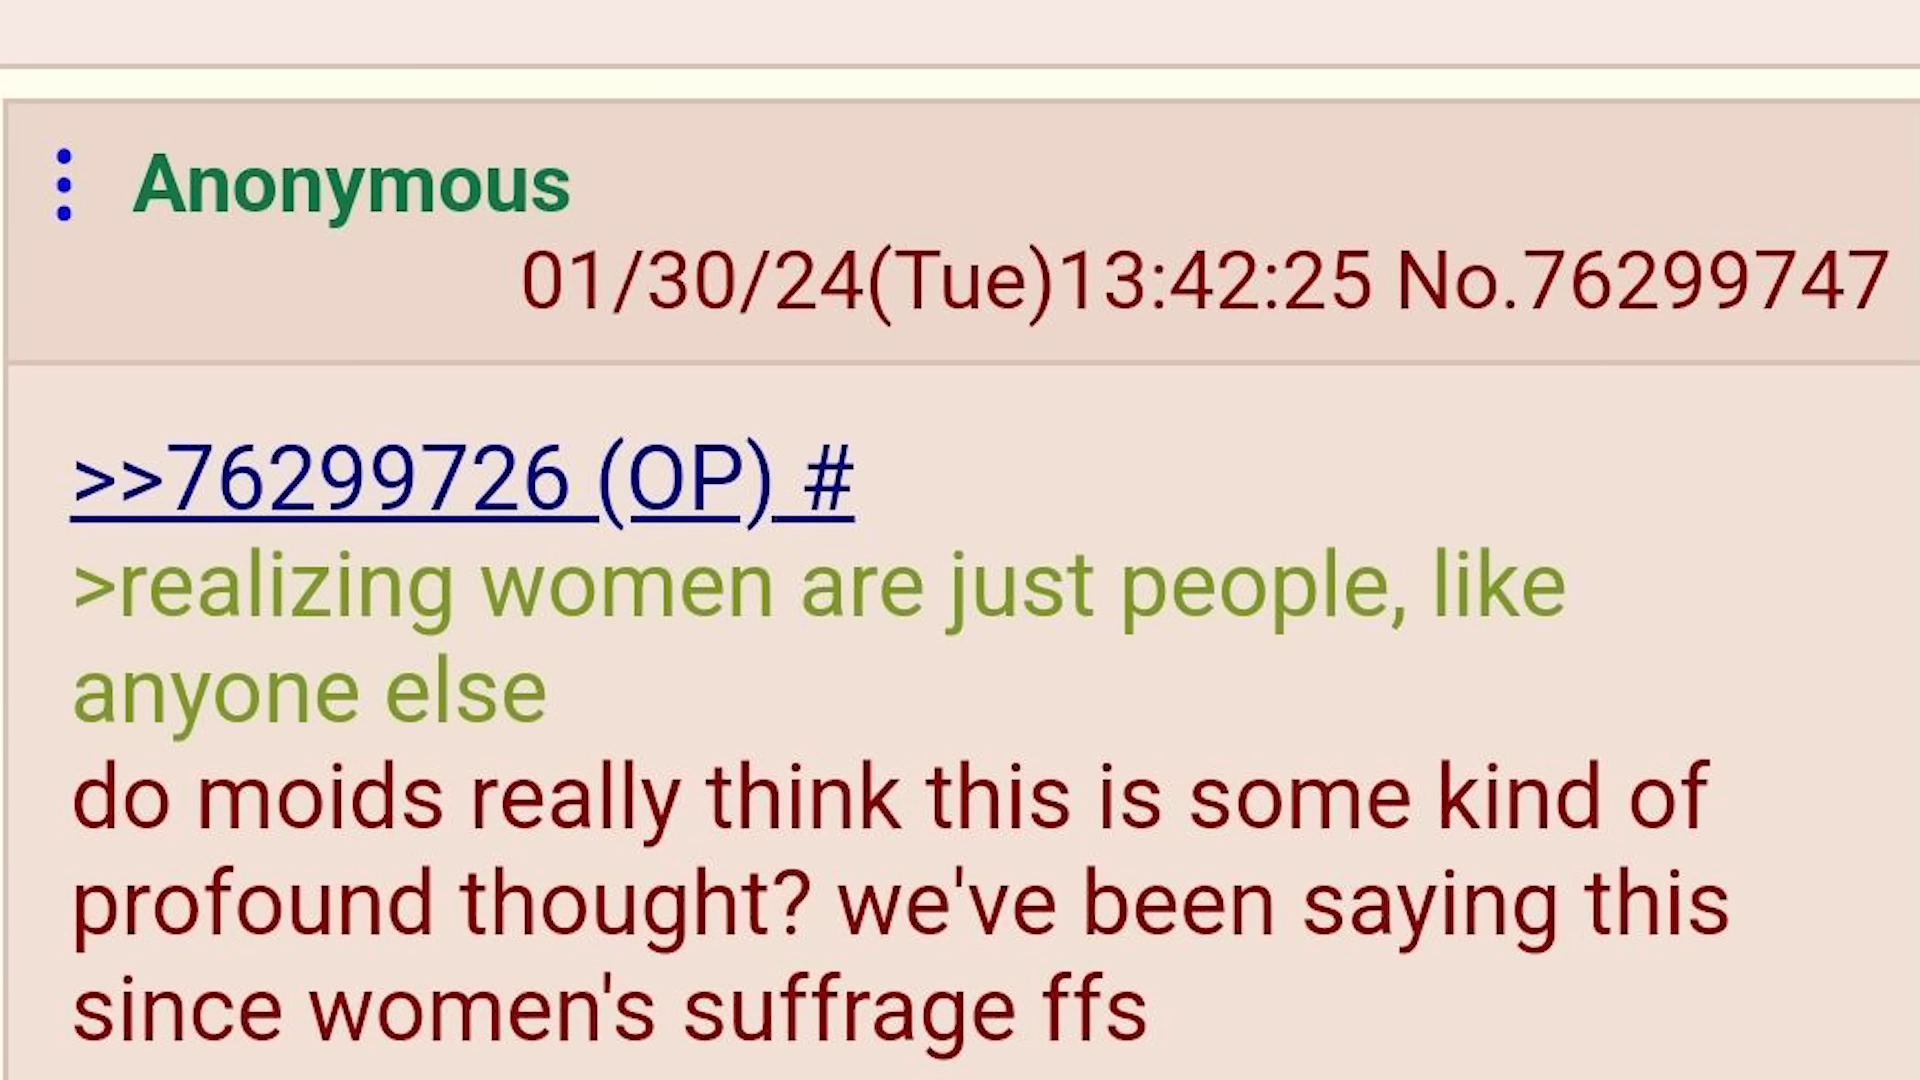 Anonymous
01/30/24(Tue)13:42:25 No.76299747
>>76299726 (OP) #
>realizing women are just people, like
anyone else
do moids really think this is some kind of
profound thought? we've been saying this
since women's suffrage ffs